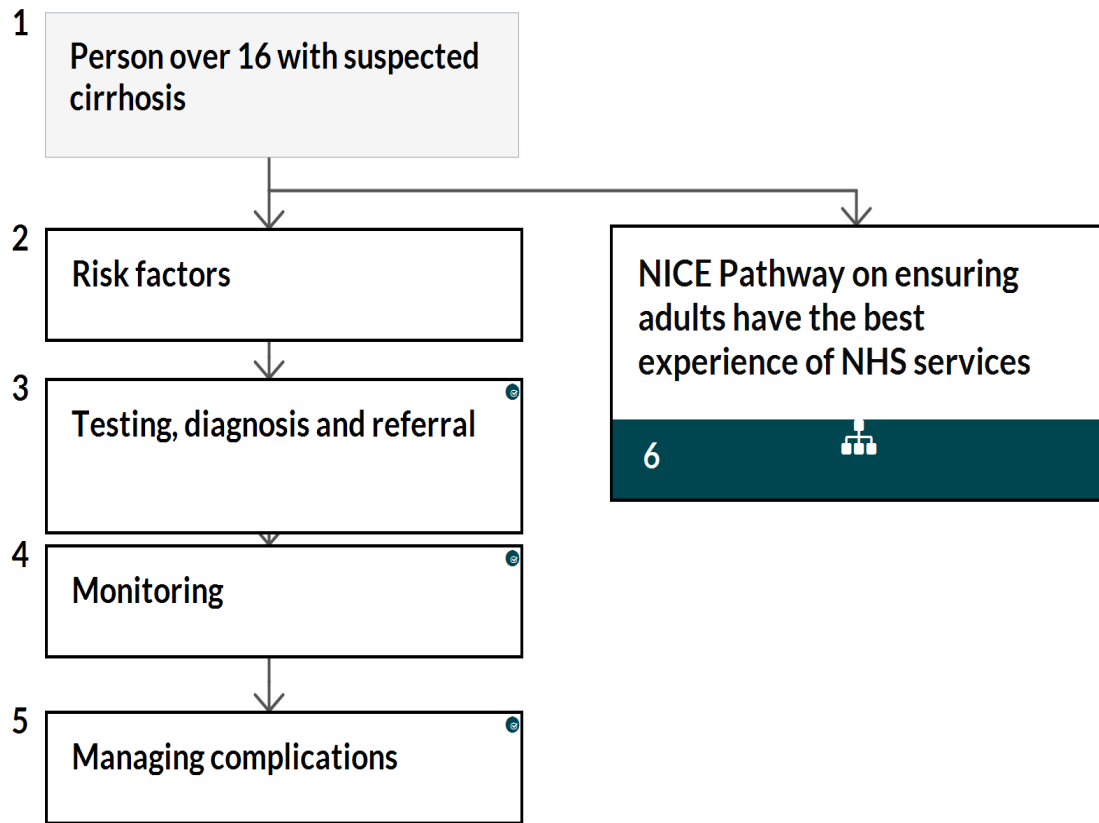 1
Person over 16 with suspected
cirrhosis
2
Risk factors
NICE Pathway on ensuring
adults have the best
experience of NHS services
6
3
Testing, diagnosis and referral
4
Monitoring
5
Managing complications